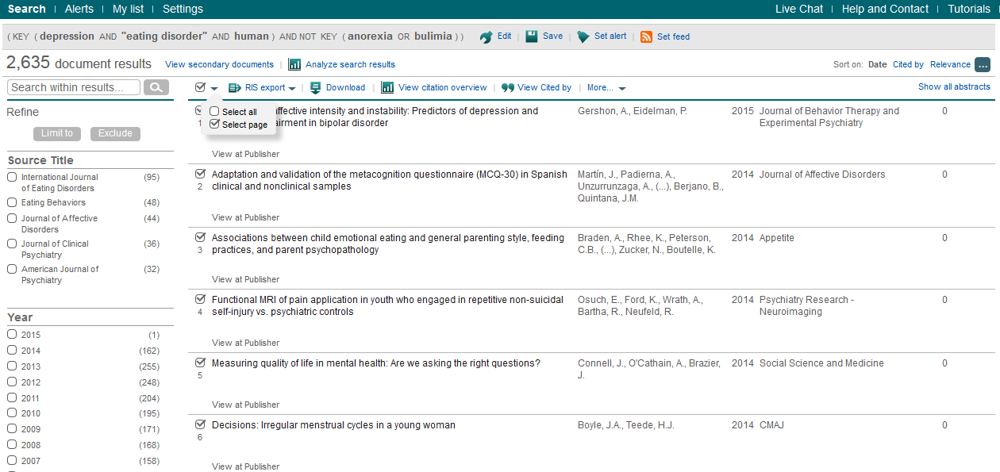 Search | Alerts | My list | Settings
Live Chat | Help and Contact | Tutorials
( KEY ( depression AND "eating disorder" AND human ) AND NOT KEY ( anorexia OR bulimia ) )
Edit | Save | Set alert | Set feed
2,635 document results
View secondary documents | Analyze search results
Sort on: Date Cited by Relevance ...
Search within results...
RIS export | Download | View citation overview | View Cited by | More...
Show all abstracts
Select all
Select page
Refine
Limit to
Exclude
Source Title
International Journal (95)
of Eating Disorders
Eating Behaviors (48)
Journal of Affective (44)
Disorders
Journal of Clinical (36)
Psychiatry
American Journal of (32)
Psychiatry
Year
2015 (1)
2014 (162)
2013 (255)
2012 (248)
2011 (204)
2010 (195)
2009 (171)
2008 (168)
2007 (158)
1
ffective intensity and instability: Predictors of depression and
airment in bipolar disorder
Gershon, A., Eidelman, P.
2015 Journal of Behavior Therapy and
Experimental Psychiatry
0
View at Publisher
2
Adaptation and validation of the metacognition questionnaire (MCQ-30) in Spanish
clinical and nonclinical samples
Martín, J., Padierna, A.,
Unzurrunzaga, A., (...), Berjano, B.,
Quintana, J.M.
2014 Journal of Affective Disorders
0
View at Publisher
3
Associations between child emotional eating and general parenting style, feeding
practices, and parent psychopathology
Braden, A., Rhee, K., Peterson,
C.B., (...), Zucker, N., Boutelle, K.
2014 Appetite
0
View at Publisher
4
Functional MRI of pain application in youth who engaged in repetitive non-suicidal
self-injury vs. psychiatric controls
Osuch, E., Ford, K., Wrath, A.,
Bartha, R., Neufeld, R.
2014 Psychiatry Research -
Neuroimaging
0
View at Publisher
5
Measuring quality of life in mental health: Are we asking the right questions?
Connell, J., O'Cathain, A., Brazier,
J.
2014 Social Science and Medicine
0
View at Publisher
6
Decisions: Irregular menstrual cycles in a young woman
Boyle, J.A., Teede, H.J.
2014 CMAJ
0
View at Publisher